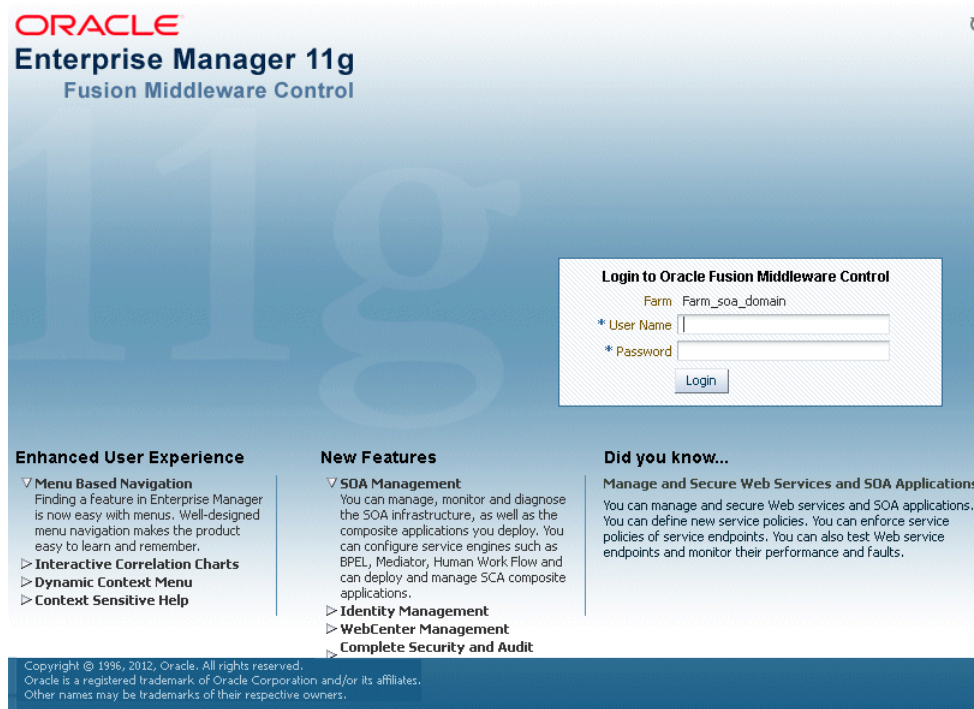 ORACLE
Enterprise Manager 11g
Fusion Middleware Control
11g
Login to Oracle Fusion Middleware Control
Farm Farm_soa_domain
* User Name
* Password
Login
Enhanced User Experience
Menu Based Navigation
Finding a feature in Enterprise Manager
is now easy with menus. Well-designed
menu navigation makes the product
easy to learn and remember.
Interactive Correlation Charts
Dynamic Context Menu
Context Sensitive Help
New Features
SOA Management
You can manage, monitor and diagnose
the SOA infrastructure, as well as the
composite applications you deploy. You
can configure service engines such as
BPEL, Mediator, Human Work Flow and
can deploy and manage SCA composite
applications.
Identity Management
WebCenter Management
Complete Security and Audit
Did you know...
Manage and Secure Web Services and SOA Applications
You can manage and secure Web services and SOA applications.
You can define new service policies. You can enforce service
policies of service endpoints. You can also test Web service
endpoints and monitor their performance and faults.
Copyright © 1996, 2012, Oracle. All rights reserved.
Oracle is a registered trademark of Oracle Corporation and/or its affiliates.
Other names may be trademarks of their respective owners.